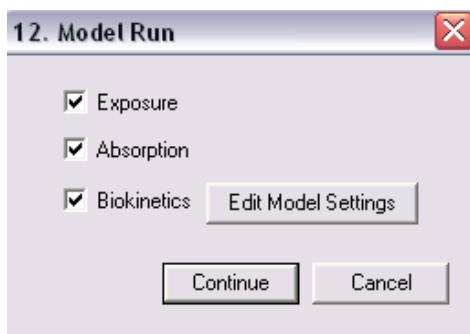 12. Model Run
Exposure
Absorption
Biokinetics Edit Model Settings
Continue Cancel